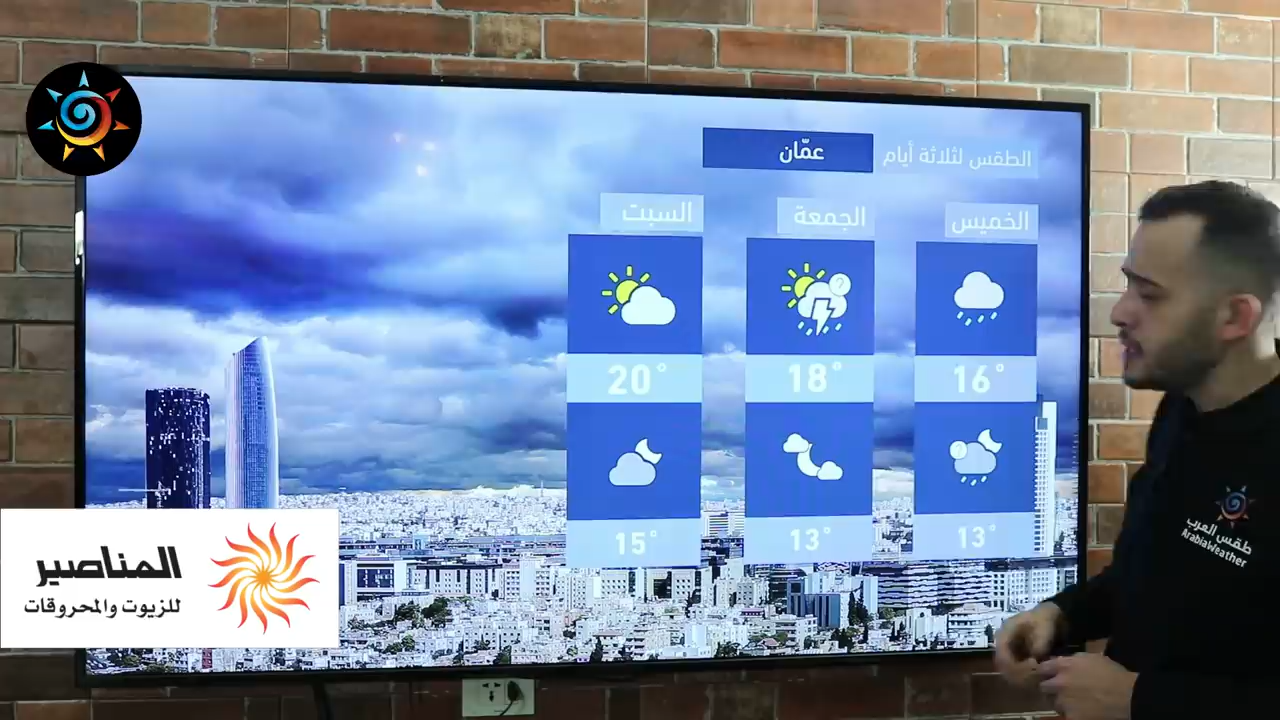 الطقس لثلاثة أيام
عمّان
الخميس
الجمعة
السبت
16°
18°
20°
13°
13°
15°
المناصير
للزيوت والمحروقات
طقس العرب
ArabiaWeather